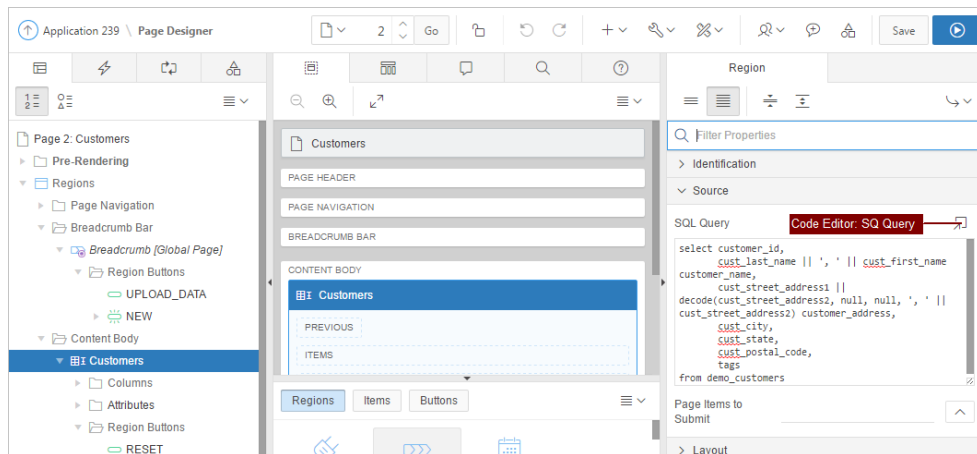 Application 239 \ Page Designer
2
Go
Save
Page 2: Customers
Pre-Rendering
Regions
Page Navigation
Breadcrumb Bar
Breadcrumb [Global Page]
Region Buttons
UPLOAD_DATA
NEW
Content Body
Customers
Columns
Attributes
Region Buttons
RESET
Customers
PAGE HEADER
PAGE NAVIGATION
BREADCRUMB BAR
CONTENT BODY
Customers
PREVIOUS
ITEMS
Regions
Items
Buttons
Region
Filter Properties
Identification
Source
SQL Query
Code Editor: SQ Query
select customer_id,
cust_last_name || ', ' || cust_first_name
customer_name,
cust_street_address1 ||
decode(cust_street_address2, null, null, ', ' ||
cust_street_address2) customer_address,
cust_city,
cust_state,
cust_postal_code,
tags
from demo_customers
Page Items to
Submit
Layout